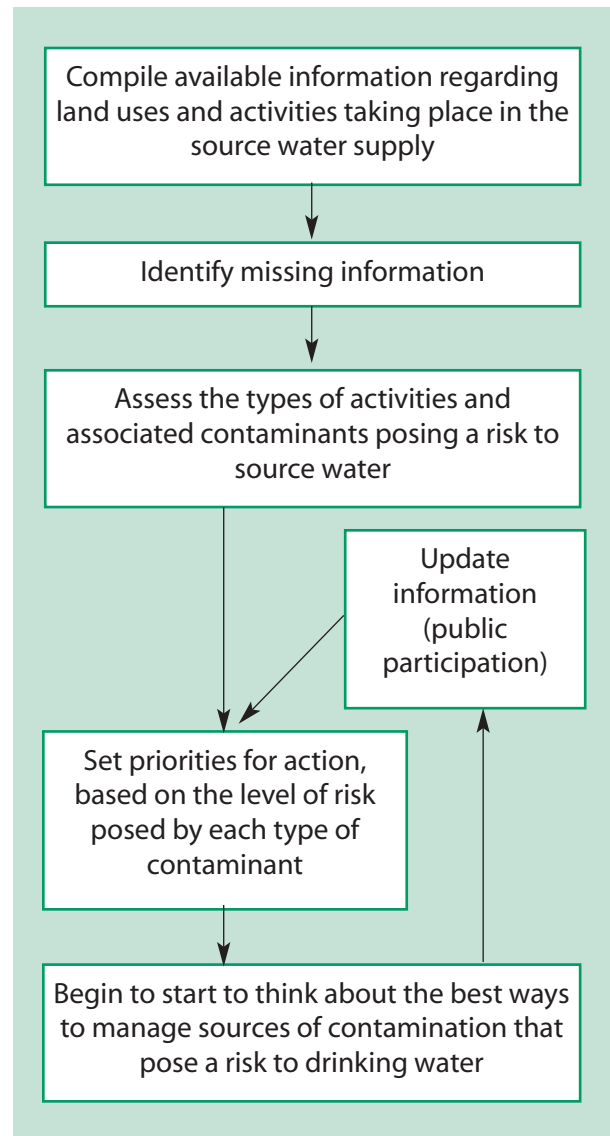 Compile available information regarding
land uses and activities taking place in the
source water supply
Identify missing information
Assess the types of activities and
associated contaminants posing a risk to
source water
Update
information
(public
participation)
Set priorities for action,
based on the level of risk
posed by each type of
contaminant
Begin to start to think about the best ways
to manage sources of contamination that
pose a risk to drinking water